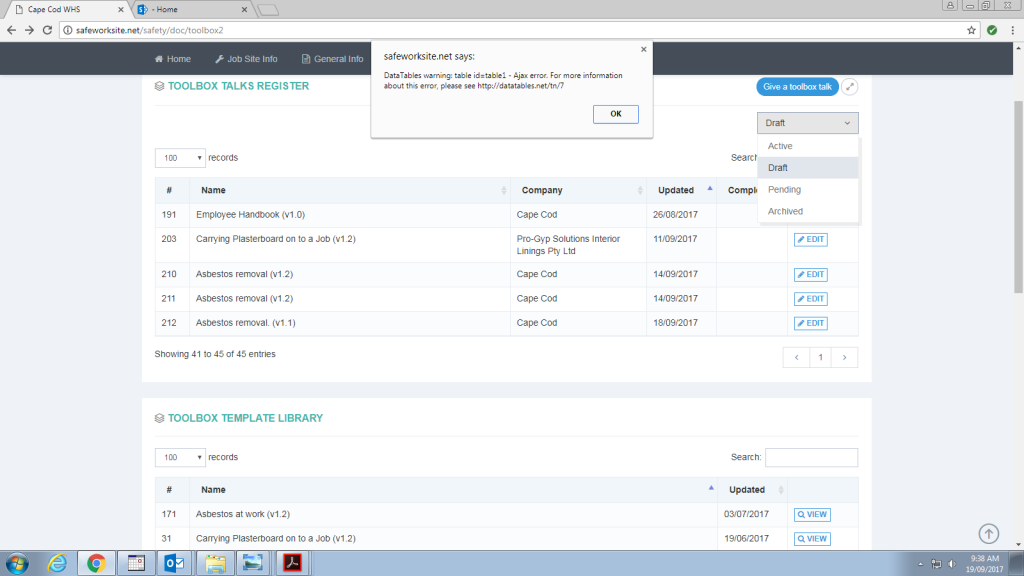 Cape Cod WHS
- Home
safeworksite.net/safety/doc/toolbox2
Home
Job Site Info
General Info
safeworksite.net says:
DataTables warning: table id=table1 - Ajax error. For more information
about this error, please see http://datatables.net/tn/7
OK
TOOLBOX TALKS REGISTER
Give a toolbox talk
Draft
Active
Draft
Pending
Archived
100 records
Search
# Name Company Updated Comple
191 Employee Handbook (v1.0) Cape Cod 26/08/2017
203 Carrying Plasterboard on to a Job (v1.2) Pro-Gyp Solutions Interior 11/09/2017 EDIT
Linings Pty Ltd
210 Asbestos removal (v1.2) Cape Cod 14/09/2017 EDIT
211 Asbestos removal (v1.2) Cape Cod 14/09/2017 EDIT
212 Asbestos removal. (v1.1) Cape Cod 18/09/2017 EDIT
Showing 41 to 45 of 45 entries
1
TOOLBOX TEMPLATE LIBRARY
100 records
Search:
# Name Updated
171 Asbestos at work (v1.2) 03/07/2017 VIEW
31 Carrying Plasterboard on to a Job (v1.2) 19/06/2017 VIEW
9:38 AM
19/09/2017